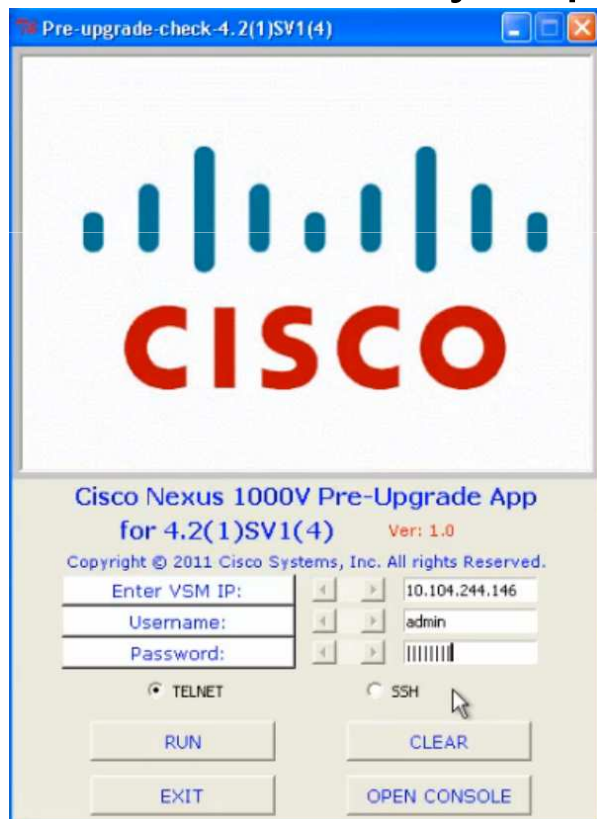 Pre-upgrade-check-4.2(1)SV1(4)
CISCO
Cisco Nexus 1000V Pre-Upgrade App
for 4.2(1)SV1(4) Ver: 1.0
Copyright © 2011 Cisco Systems, Inc. All rights Reserved.
Enter VSM IP: 10.104.244.146
Username: admin
Password: ||||||||
TELNET SSH
RUN CLEAR
EXIT OPEN CONSOLE